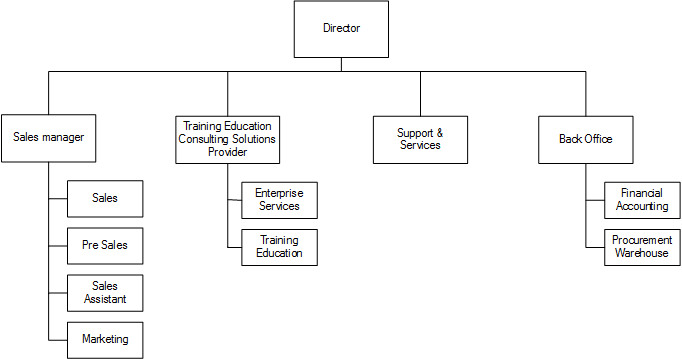 Director
Sales manager
Training Education
Consulting Solutions
Provider
Support &
Services
Back Office
Sales
Pre Sales
Sales
Assistant
Marketing
Enterprise
Services
Training
Education
Financial
Accounting
Procurement
Warehouse